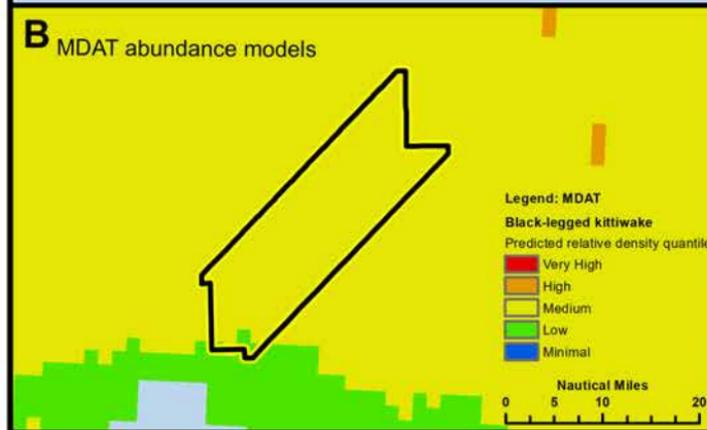 B MDAT abundance models
Legend: MDAT
Black-legged kittiwake
Predicted relative density quantile
Very High
High
Medium
Low
Minimal
Nautical Miles
0 5 10 20